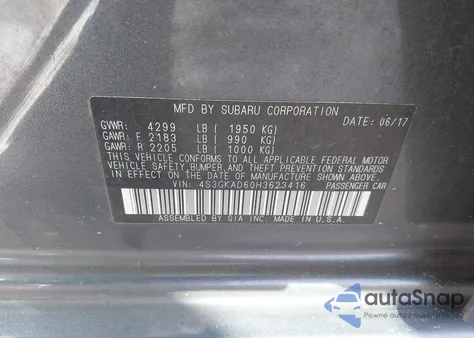 MFD BY SUBARU CORPORATION
DATE: 06/17
GVWR: 4299 LB ( 1950 KG)
GAWR: F 2183 LB ( 990 KG)
GAWR: R 2205 LB ( 1000 KG)
THIS VEHICLE CONFORMS TO ALL APPLICABLE FEDERAL MOTOR
VEHICLE SAFETY, BUMPER, AND THEFT PREVENTION STANDARDS
IN EFFECT ON THE DATE OF MANUFACTURE SHOWN ABOVE.
VIN: 4S3GKAD60H3623416 PASSENGER CAR
ASSEMBLED BY SIA INC. MADE IN U.S.A.
autoSnap
Pewne auto z